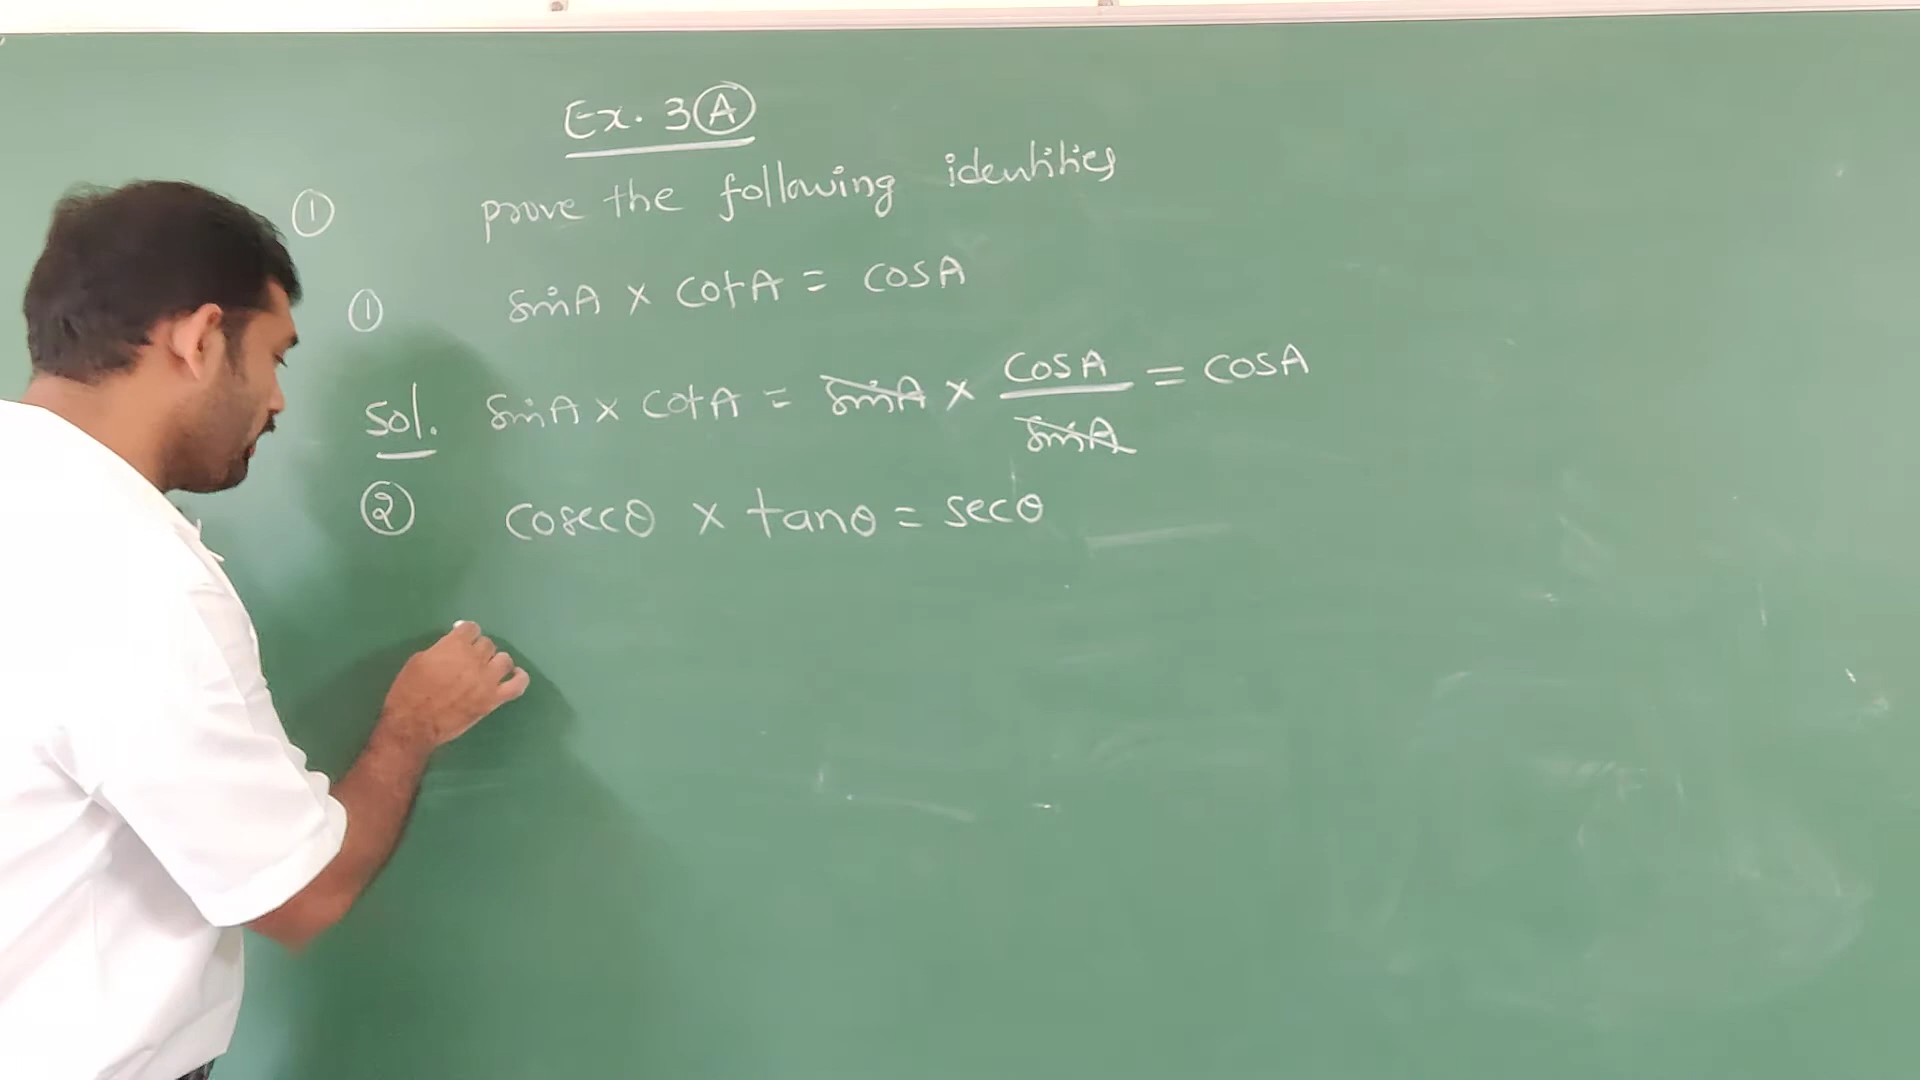 Ex. 3 Ⓐ
① prove the following identities
① sinA × cotA = cosA
Sol. sinA × cotA = sinA × cosA / sinA = cosA
② cosecθ × tanθ = secθ